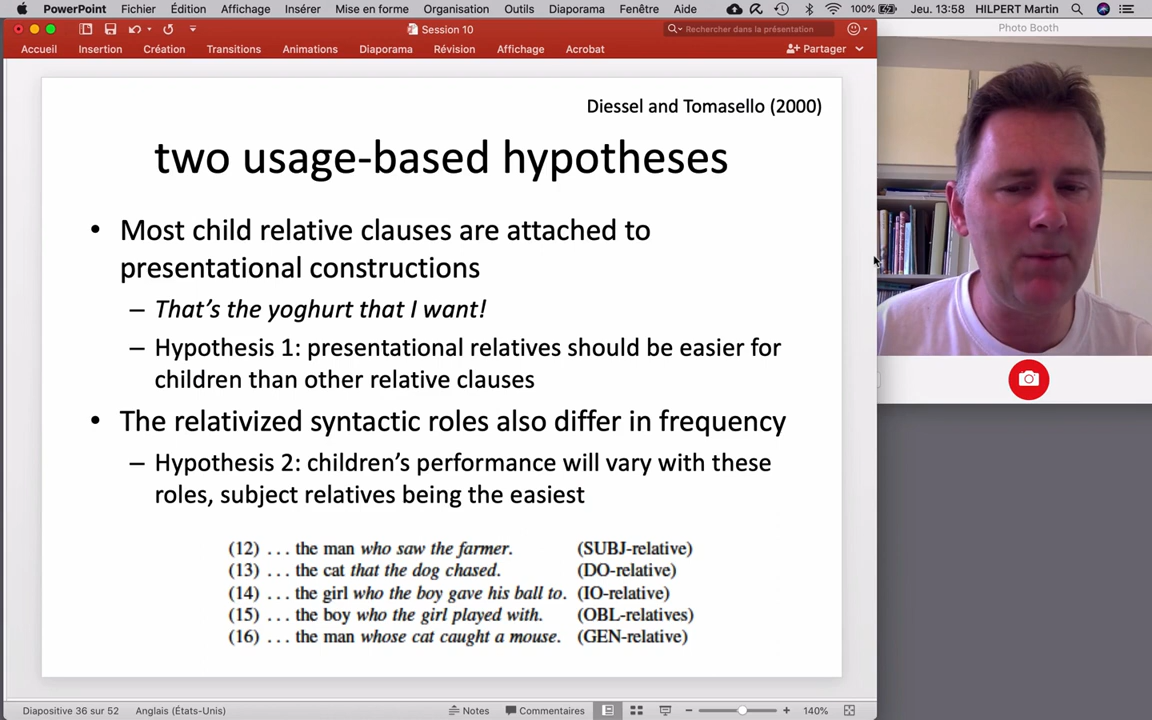 PowerPoint Fichier Édition Affichage Insérer Mise en forme Organisation Outils Diaporama Fenêtre Aide 100% Jeu. 13:58 HILPERT Martin
Session 10
Rechercher dans la présentation
Photo Booth
Accueil Insertion Création Transitions Animations Diaporama Révision Affichage Acrobat Partager
Diessel and Tomasello (2000)
two usage-based hypotheses
• Most child relative clauses are attached to
presentational constructions
– That's the yoghurt that I want!
– Hypothesis 1: presentational relatives should be easier for
children than other relative clauses
• The relativized syntactic roles also differ in frequency
– Hypothesis 2: children's performance will vary with these
roles, subject relatives being the easiest
(12) . . . the man who saw the farmer. (SUBJ-relative)
(13) . . . the cat that the dog chased. (DO-relative)
(14) . . . the girl who the boy gave his ball to. (IO-relative)
(15) . . . the boy who the girl played with. (OBL-relatives)
(16) . . . the man whose cat caught a mouse. (GEN-relative)
Diapositive 36 sur 52 Anglais (États-Unis) Notes Commentaires 140%